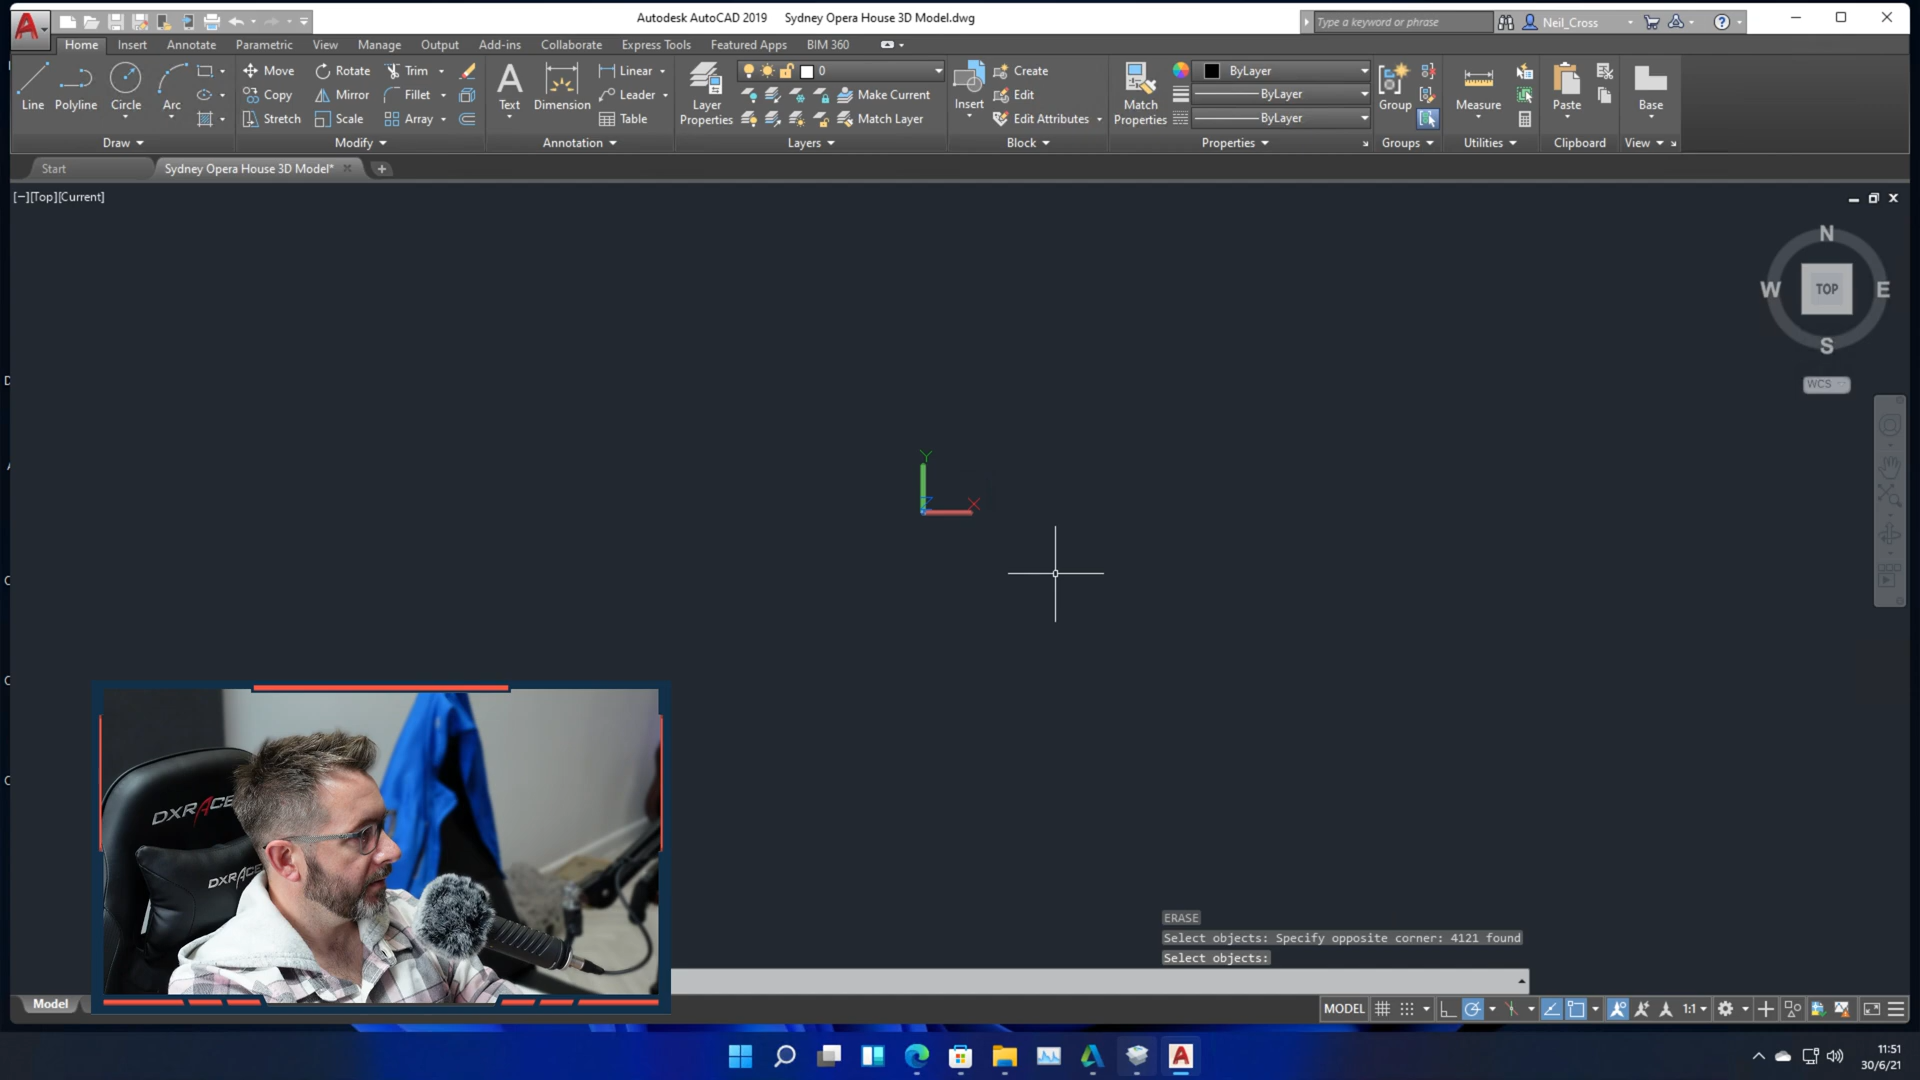 Autodesk AutoCAD 2019 Sydney Opera House 3D Model.dwg
Type a keyword or phrase
Neil_Cross
Home Insert Annotate Parametric View Manage Output Add-ins Collaborate Express Tools Featured Apps BIM 360
Line
Polyline
Circle
Arc
Move
Copy
Stretch
Rotate
Mirror
Scale
Trim
Fillet
Array
Text
Dimension
Linear
Leader
Table
Layer
Properties
0
Make Current
Match Layer
Insert
Create
Edit
Edit Attributes
Match
Properties
ByLayer
ByLayer
ByLayer
Group
Measure
Paste
Base
Draw Modify Annotation Layers Block Properties Groups Utilities Clipboard View
Start
Sydney Opera House 3D Model*
[−][Top][Current]
N
W TOP E
S
WCS
Y
X
DXRACE
DXRACE
ERASE
Select objects: Specify opposite corner: 4121 found
Select objects:
Model
MODEL
1:1
11:51
30/6/21